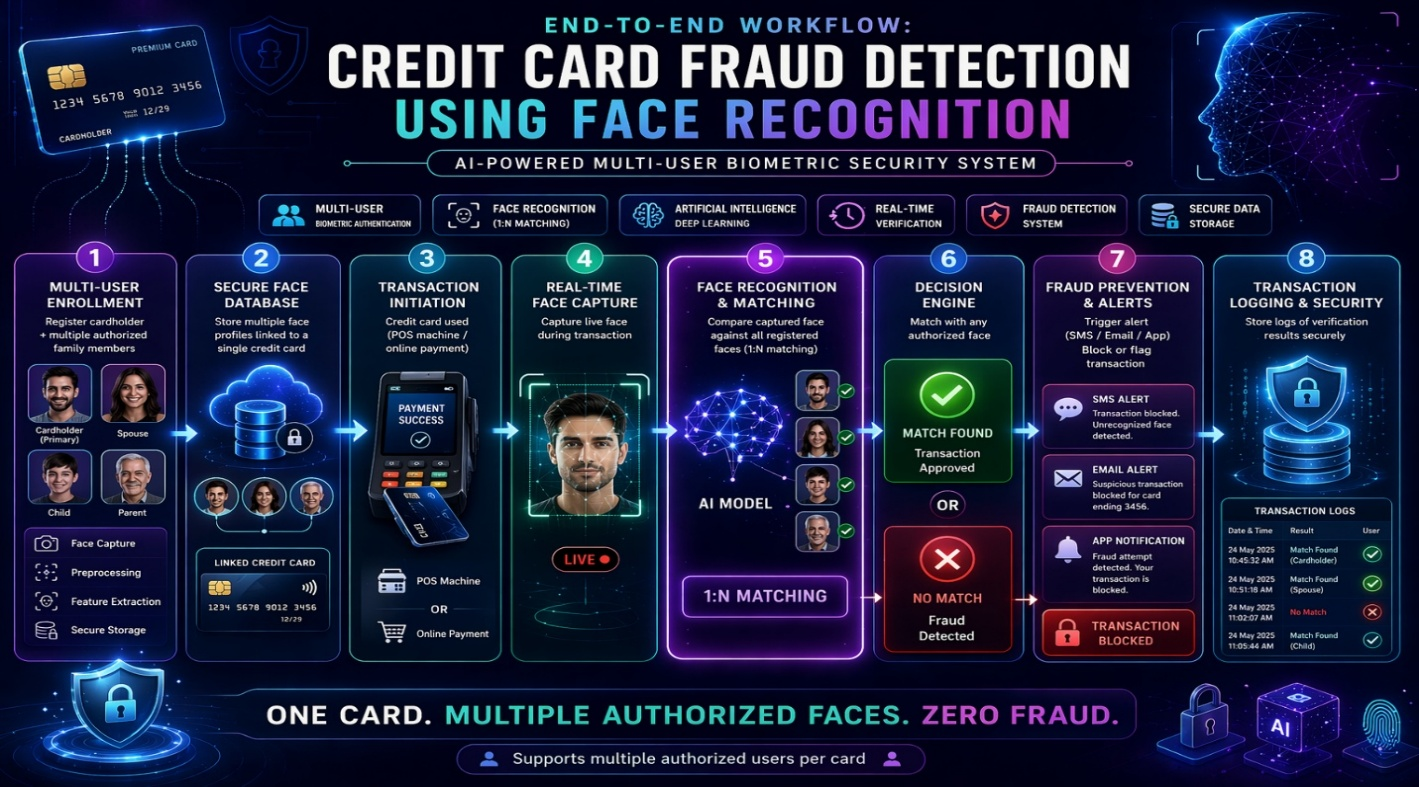 PREMIUM CARD
1234 5678 9012 3456
12/29
CARDHOLDER
END-TO-END WORKFLOW:
CREDIT CARD FRAUD DETECTION
USING FACE RECOGNITION
AI-POWERED MULTI-USER BIOMETRIC SECURITY SYSTEM
MULTI-USER
BIOMETRIC AUTHENTICATION
FACE RECOGNITION
(1:N MATCHING)
ARTIFICIAL INTELLIGENCE
DEEP LEARNING
REAL-TIME
VERIFICATION
FRAUD DETECTION
SYSTEM
SECURE DATA
STORAGE
1
MULTI-USER
ENROLLMENT
Register cardholder
+ multiple authorized
family members
Cardholder
(Primary)
Spouse
Child
Parent
Face Capture
Preprocessing
Feature Extraction
Secure Storage
2
SECURE FACE
DATABASE
Store multiple face
profiles linked to a
single credit card
LINKED CREDIT CARD
1234 5678 9012 3456
12/29
3
TRANSACTION
INITIATION
Credit card used
(POS machine /
online payment)
PAYMENT
SUCCESS
POS Machine
OR
Online Payment
4
REAL-TIME
FACE CAPTURE
Capture live face
during transaction
LIVE
5
FACE RECOGNITION
& MATCHING
Compare captured face
against all registered
faces (1:N matching)
AI MODEL
1:N MATCHING
6
DECISION
ENGINE
Match with any
authorized face
MATCH FOUND
Transaction
Approved
OR
NO MATCH
Fraud
Detected
7
FRAUD PREVENTION
& ALERTS
Trigger alert
(SMS / Email / App)
Block or flag
transaction
SMS ALERT
Transaction blocked.
Unrecognized face
detected.
EMAIL ALERT
Suspicious transaction
blocked for card
ending 3456.
APP NOTIFICATION
Fraud attempt
detected. Your
transaction is
blocked.
TRANSACTION
BLOCKED
8
TRANSACTION
LOGGING & SECURITY
Store logs of verification
results securely
TRANSACTION LOGS
Date & Time Result User
24 May 2025 Match Found
10:45:32 AM (Cardholder)
24 May 2025 Match Found
10:51:18 AM (Spouse)
24 May 2025 No Match
11:02:07 AM
24 May 2025 Match Found
11:05:44 AM (Child)
ONE CARD. MULTIPLE AUTHORIZED FACES. ZERO FRAUD.
Supports multiple authorized users per card
AI